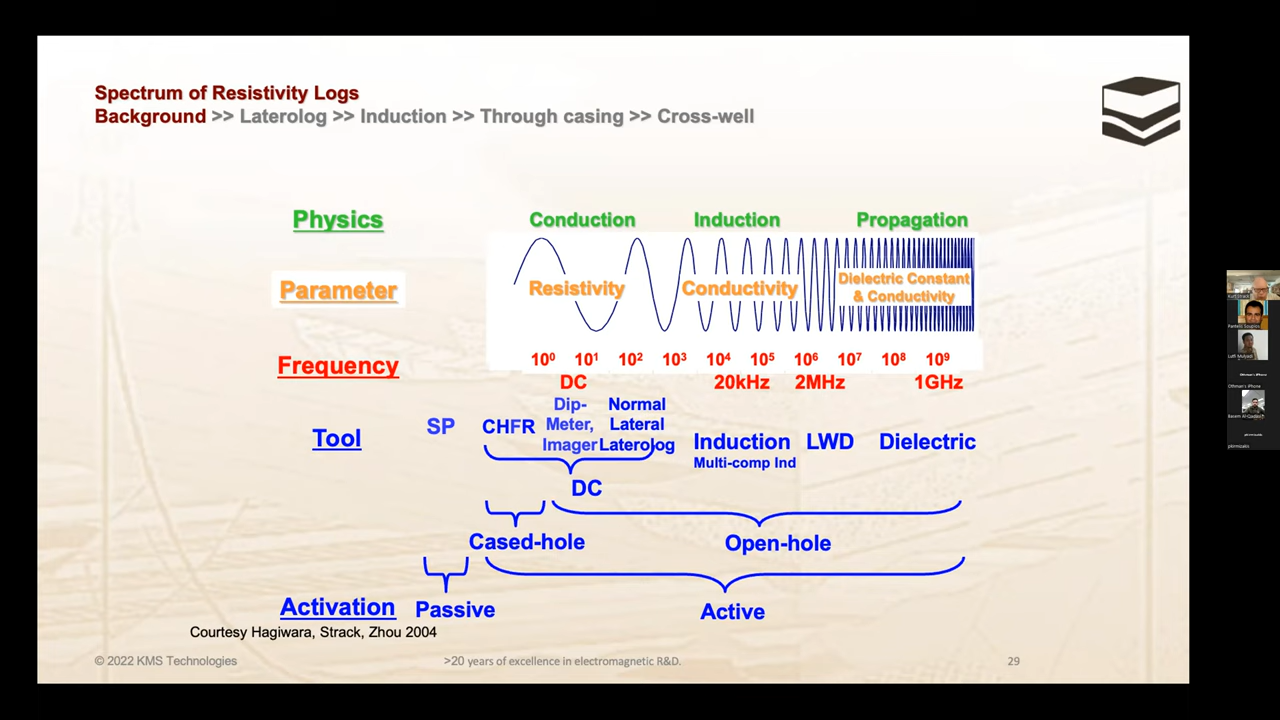 Spectrum of Resistivity Logs
Background >> Laterolog >> Induction >> Through casing >> Cross-well
Physics
Conduction
Induction
Propagation
Parameter
Resistivity
Conductivity
Dielectric Constant
& Conductivity
Frequency
10⁰ 10¹ 10² 10³ 10⁴ 10⁵ 10⁶ 10⁷ 10⁸ 10⁹
DC
20kHz
2MHz
1GHz
Tool
SP
CHFR
Dip-
Meter,
Imager
Normal
Lateral
Laterolog
Induction
Multi-comp Ind
LWD
Dielectric
DC
Cased-hole
Open-hole
Activation
Passive
Active
Courtesy Hagiwara, Strack, Zhou 2004
© 2022 KMS Technologies
>20 years of excellence in electromagnetic R&D.
29
Othman's iPhone